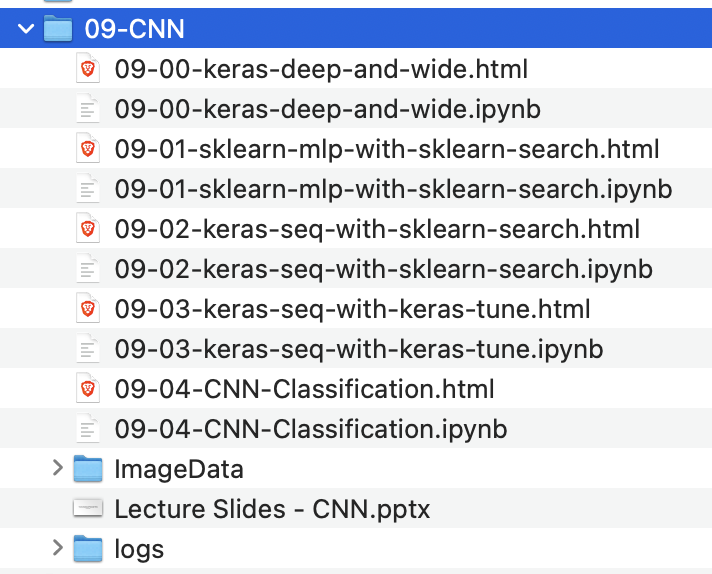 09-CNN
09-00-keras-deep-and-wide.html
09-00-keras-deep-and-wide.ipynb
09-01-sklearn-mlp-with-sklearn-search.html
09-01-sklearn-mlp-with-sklearn-search.ipynb
09-02-keras-seq-with-sklearn-search.html
09-02-keras-seq-with-sklearn-search.ipynb
09-03-keras-seq-with-keras-tune.html
09-03-keras-seq-with-keras-tune.ipynb
09-04-CNN-Classification.html
09-04-CNN-Classification.ipynb
ImageData
Lecture Slides - CNN.pptx
logs